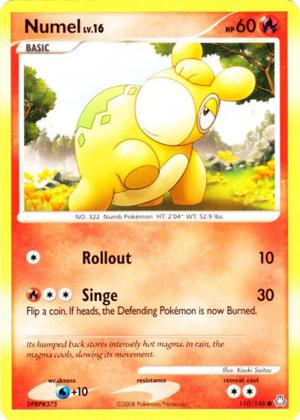 Numel LV.16 HP 60
BASIC
NO. 322 Numb Pokémon HT: 2'04" WT: 52.9 lbs.
Rollout 10
Singe 30
Flip a coin. If heads, the Defending Pokémon is now Burned.
Its humped back stores intensely hot magma. In rain, the
magma cools, slowing its movement.
Illus. Kouki Saitou
weakness resistance retreat cost
+10
DPBP#375 ©2008 Pokémon/Nintendo 110/146